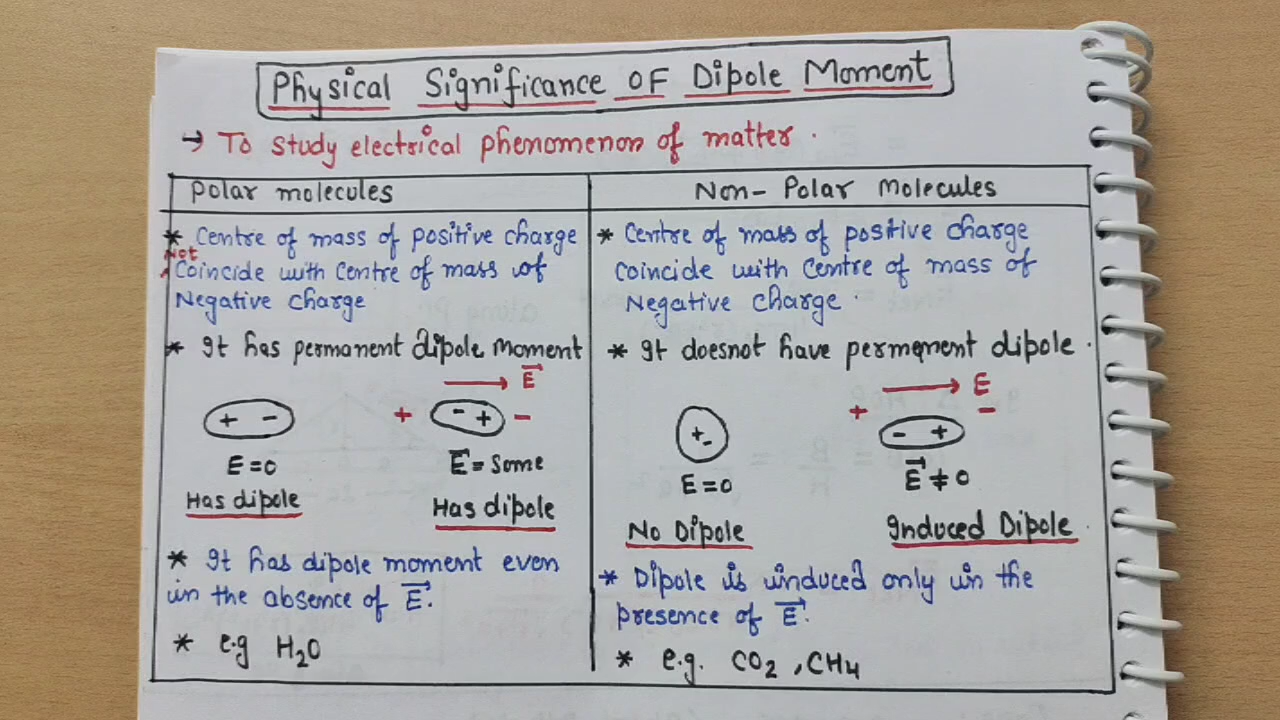 Physical Significance OF Dipole Moment
→ To study electrical phenomenon of matter.
Polar molecules
* Centre of mass of positive charge
not
coincide with centre of mass of
Negative charge
* It has permanent dipole Moment
E⃗
+ -
+ - + -
E = 0
E⃗ = Some
Has dipole
Has dipole
* It has dipole moment even
in the absence of E⃗.
* e.g H₂O
Non-Polar Molecules
* Centre of mass of positive charge
coincide with centre of mass of
Negative charge.
* It doesnot have permenent dipole.
E
+ -
+ -
- +
E = 0
E⃗ ≠ 0
No Dipole
Induced Dipole
* Dipole is induced only in the
presence of E⃗.
* e.g. CO₂, CH₄